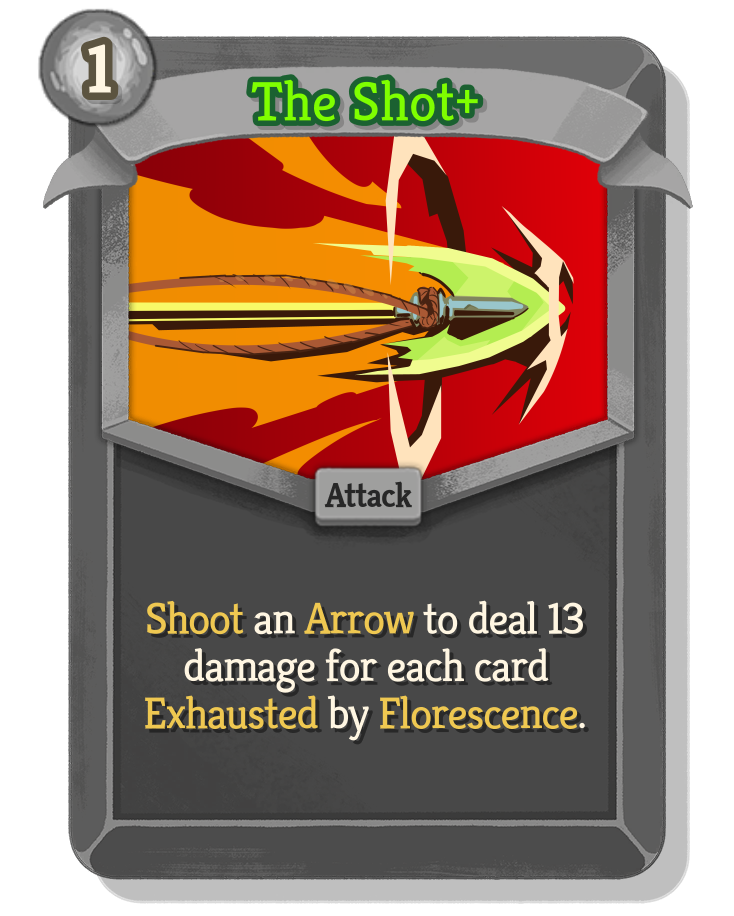 1
The Shot+
Attack
Shoot an Arrow to deal 13
damage for each card
Exhausted by Florescence.